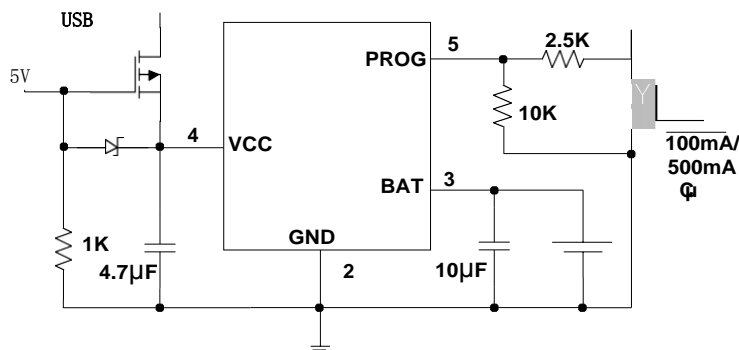 USB
5V
5
PROG
2.5K
10K
4
VCC
100mA/
500mA
BAT
3
GND
2
1K
4.7μF
10μF